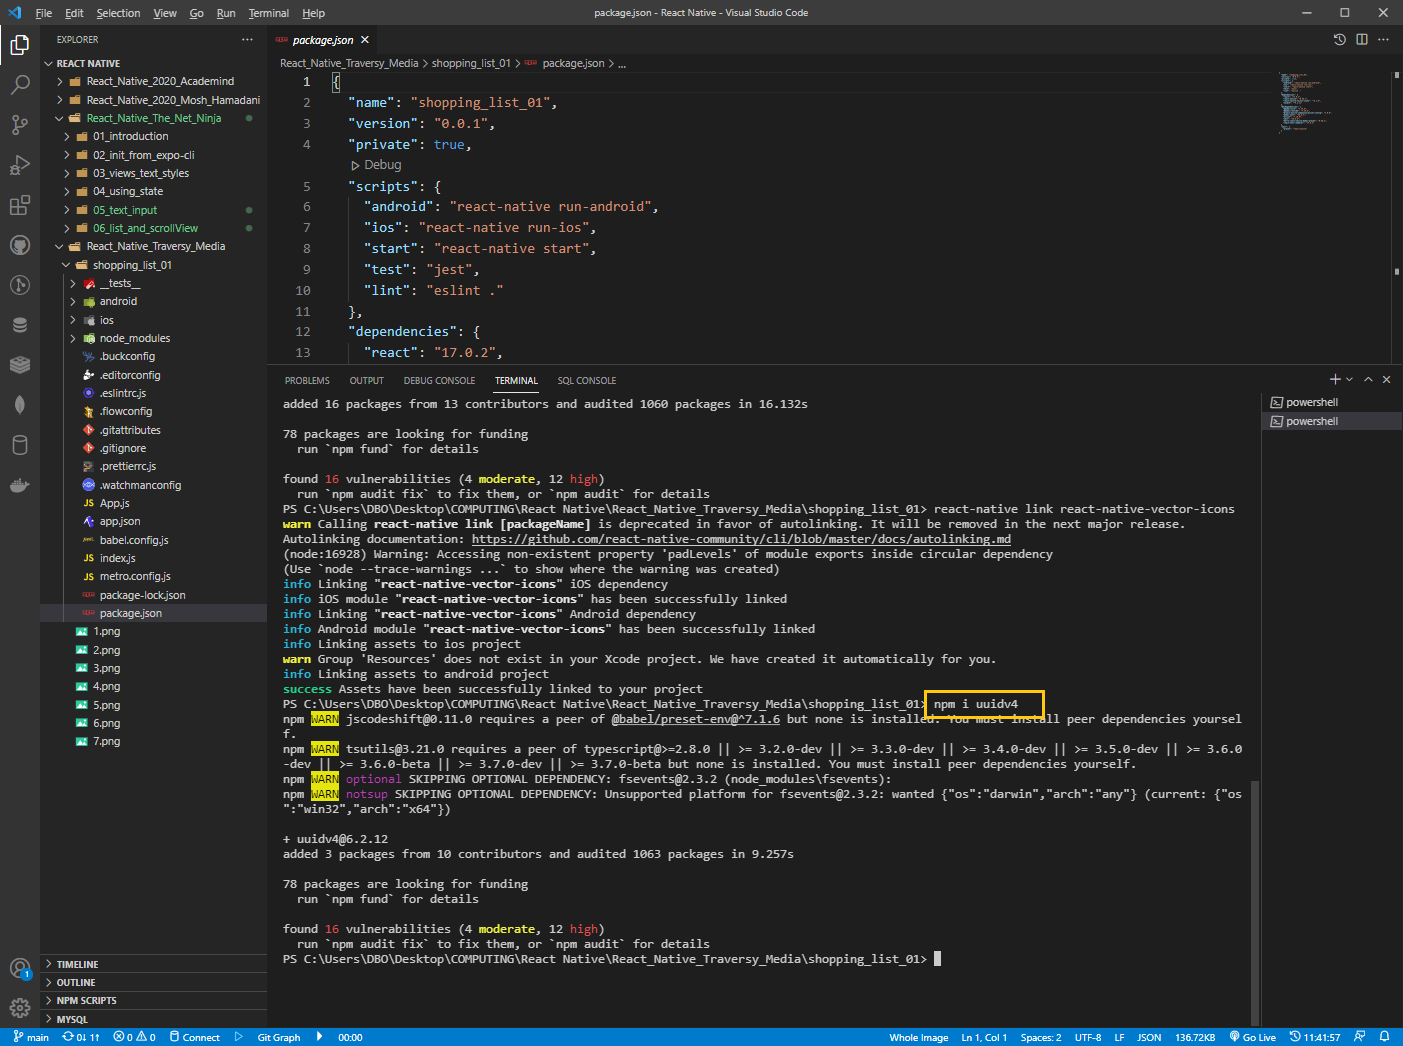 File Edit Selection View Go Run Terminal Help
package.json - React Native - Visual Studio Code
EXPLORER
REACT NATIVE
React_Native_2020_Academind
React_Native_2020_Mosh_Hamadani
React_Native_The_Net_Ninja
01_introduction
02_init_from_expo-cli
03_views_text_styles
04_using_state
05_text_input
06_list_and_scrollView
React_Native_Traversy_Media
shopping_list_01
__tests__
android
ios
node_modules
.buckconfig
.editorconfig
.eslintrc.js
.flowconfig
.gitattributes
.gitignore
.prettierrc.js
.watchmanconfig
App.js
app.json
babel.config.js
index.js
metro.config.js
package-lock.json
package.json
1.png
2.png
3.png
4.png
5.png
6.png
7.png
TIMELINE
OUTLINE
NPM SCRIPTS
MYSQL
package.json
React_Native_Traversy_Media > shopping_list_01 > package.json > ...
1 {
2 "name": "shopping_list_01",
3 "version": "0.0.1",
4 "private": true,
Debug
5 "scripts": {
6 "android": "react-native run-android",
7 "ios": "react-native run-ios",
8 "start": "react-native start",
9 "test": "jest",
10 "lint": "eslint ."
11 },
12 "dependencies": {
13 "react": "17.0.2",
PROBLEMS OUTPUT DEBUG CONSOLE TERMINAL SQL CONSOLE
powershell
powershell
added 16 packages from 13 contributors and audited 1060 packages in 16.132s
78 packages are looking for funding
run `npm fund` for details
found 16 vulnerabilities (4 moderate, 12 high)
run `npm audit fix` to fix them, or `npm audit` for details
PS C:\Users\DBO\Desktop\COMPUTING\React Native\React_Native_Traversy_Media\shopping_list_01> react-native link react-native-vector-icons
warn Calling react-native link [packageName] is deprecated in favor of autolinking. It will be removed in the next major release.
Autolinking documentation: https://github.com/react-native-community/cli/blob/master/docs/autolinking.md
(node:16928) Warning: Accessing non-existent property 'padLevels' of module exports inside circular dependency
(Use `node --trace-warnings ...` to show where the warning was created)
info Linking "react-native-vector-icons" iOS dependency
info iOS module "react-native-vector-icons" has been successfully linked
info Linking "react-native-vector-icons" Android dependency
info Android module "react-native-vector-icons" has been successfully linked
info Linking assets to ios project
warn Group 'Resources' does not exist in your Xcode project. We have created it automatically for you.
info Linking assets to android project
success Assets have been successfully linked to your project
PS C:\Users\DBO\Desktop\COMPUTING\React Native\React_Native_Traversy_Media\shopping_list_01> npm i uuidv4
npm WARN jscodeshift@0.11.0 requires a peer of @babel/preset-env@^7.1.6 but none is installed. You must install peer dependencies yoursel
f.
npm WARN tsutils@3.21.0 requires a peer of typescript@>=2.8.0 || >= 3.2.0-dev || >= 3.3.0-dev || >= 3.4.0-dev || >= 3.5.0-dev || >= 3.6.0
-dev || >= 3.6.0-beta || >= 3.7.0-dev || >= 3.7.0-beta but none is installed. You must install peer dependencies yourself.
npm WARN optional SKIPPING OPTIONAL DEPENDENCY: fsevents@2.3.2 (node_modules\fsevents):
npm WARN notsup SKIPPING OPTIONAL DEPENDENCY: Unsupported platform for fsevents@2.3.2: wanted {"os":"darwin","arch":"any"} (current: {"os
":"win32","arch":"x64"})
+ uuidv4@6.2.12
added 3 packages from 10 contributors and audited 1063 packages in 9.257s
78 packages are looking for funding
run `npm fund` for details
found 16 vulnerabilities (4 moderate, 12 high)
run `npm audit fix` to fix them, or `npm audit` for details
PS C:\Users\DBO\Desktop\COMPUTING\React Native\React_Native_Traversy_Media\shopping_list_01>
1
main 0↓ 1↑ 0 0 Connect Git Graph 00:00
Whole Image Ln 1, Col 1 Spaces: 2 UTF-8 LF JSON 136.72KB Go Live 11:41:57